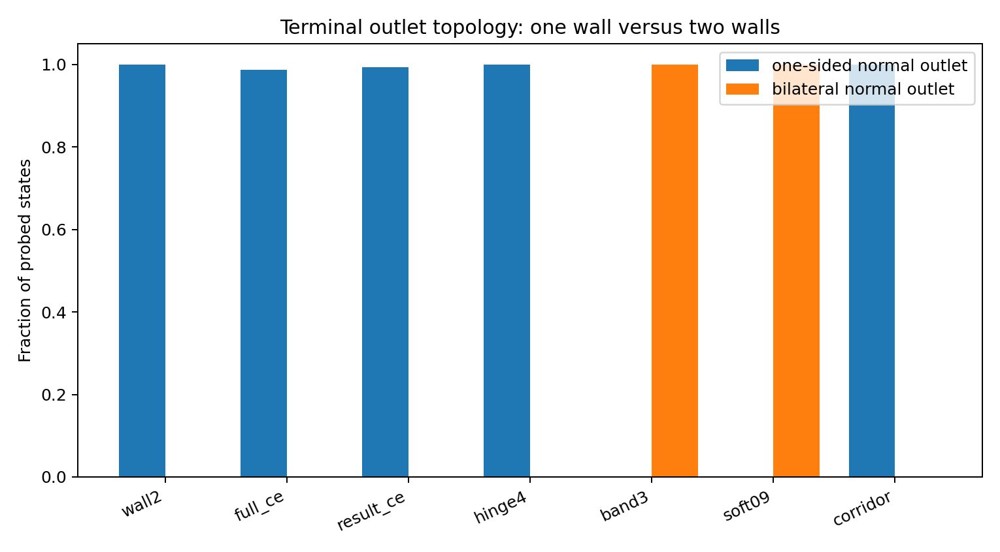 Terminal outlet topology: one wall versus two walls
one-sided normal outlet
bilateral normal outlet
Fraction of probed states
1.0
0.8
0.6
0.4
0.2
0.0
wall2
full_ce
result_ce
hinge4
band3
soft09
corridor